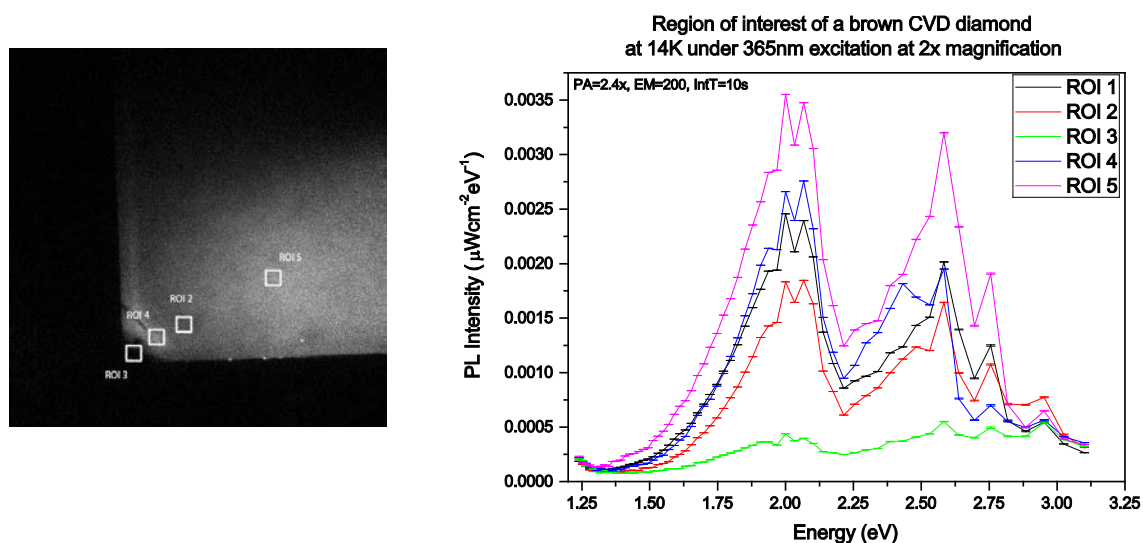 ROI 5
ROI 2
ROI 4
ROI 3
Region of interest of a brown CVD diamond
at 14K under 365nm excitation at 2x magnification
PA=2.4x, EM=200, IntT=10s
ROI 1
ROI 2
ROI 3
ROI 4
ROI 5
PL Intensity (µWcm⁻²eV⁻¹)
0.0035
0.0030
0.0025
0.0020
0.0015
0.0010
0.0005
0.0000
1.25 1.50 1.75 2.00 2.25 2.50 2.75 3.00 3.25
Energy (eV)